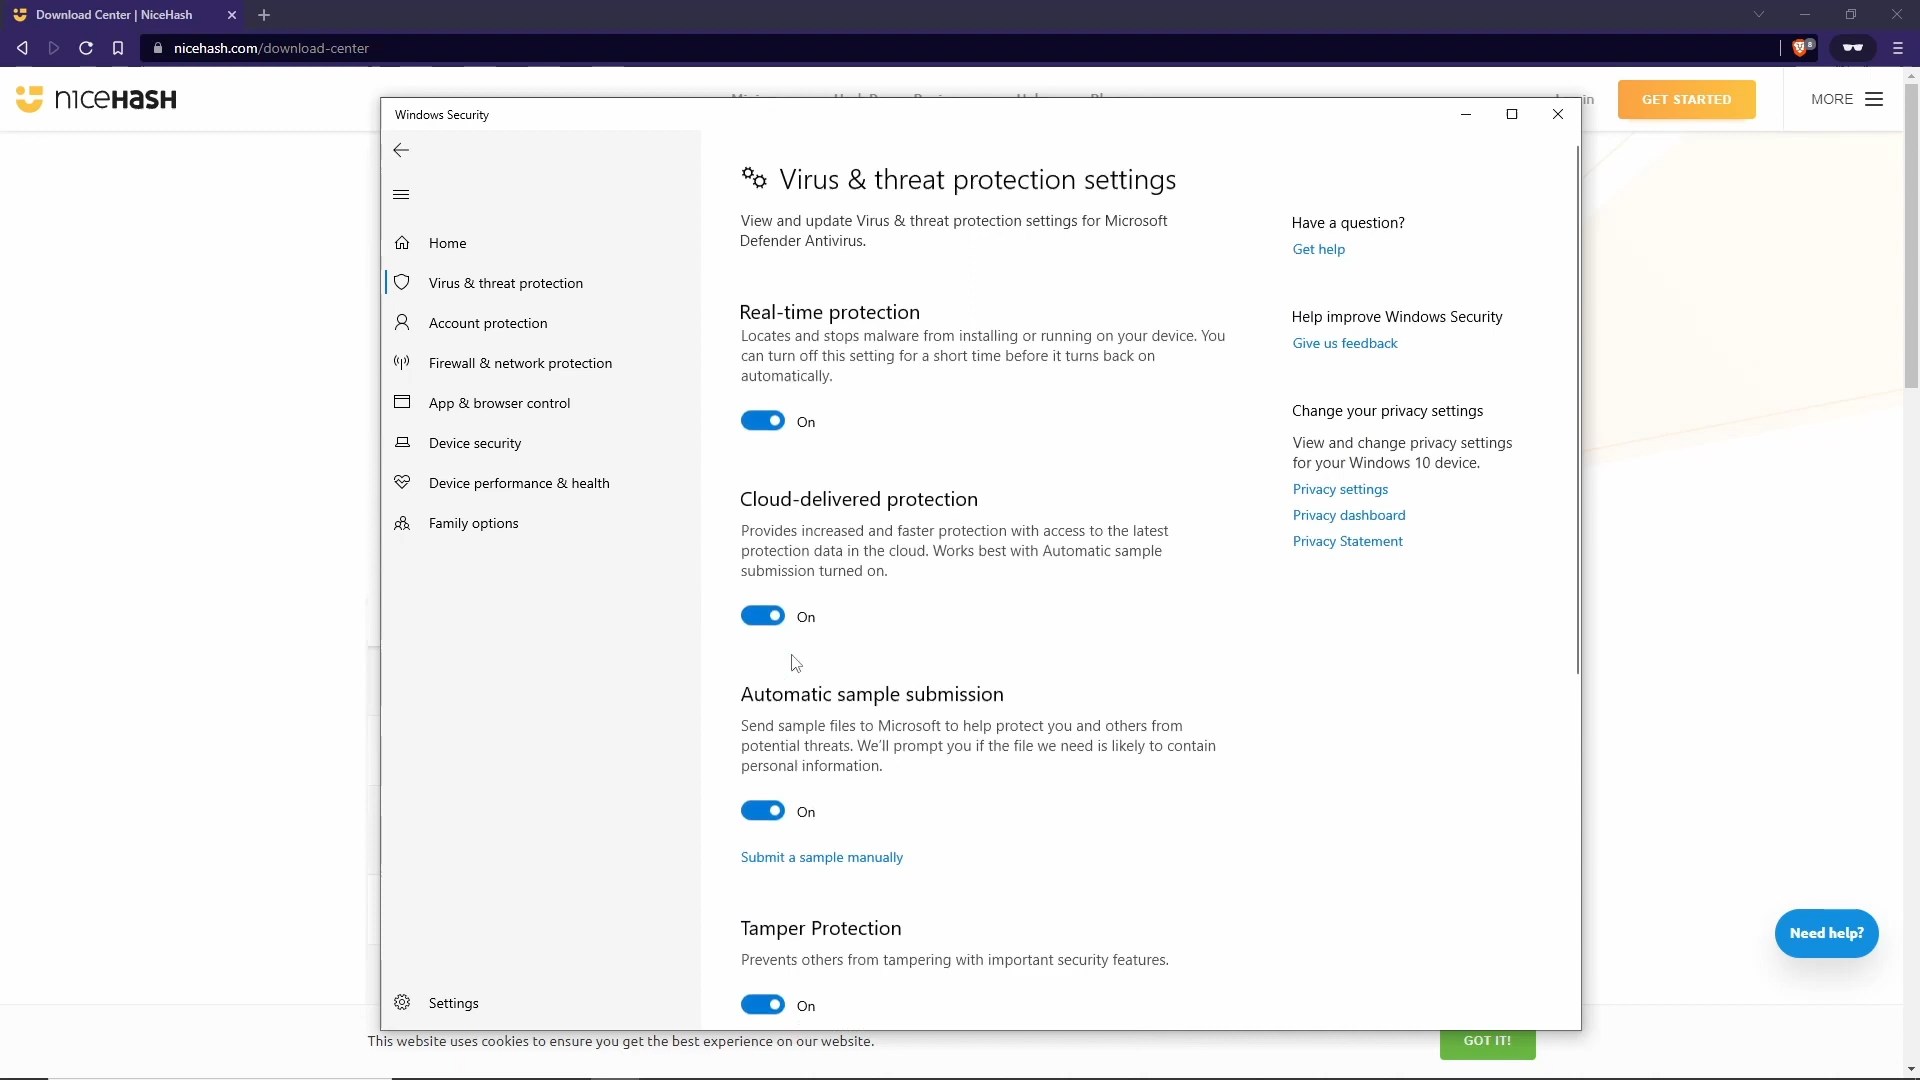 Download Center | NiceHash
nicehash.com/download-center
8
NICEHASH
GET STARTED
MORE
Windows Security
Virus & threat protection settings
View and update Virus & threat protection settings for Microsoft
Defender Antivirus.
Home
Virus & threat protection
Account protection
Firewall & network protection
App & browser control
Device security
Device performance & health
Family options
Settings
Real-time protection
Locates and stops malware from installing or running on your device. You
can turn off this setting for a short time before it turns back on
automatically.
On
Cloud-delivered protection
Provides increased and faster protection with access to the latest
protection data in the cloud. Works best with Automatic sample
submission turned on.
On
Automatic sample submission
Send sample files to Microsoft to help protect you and others from
potential threats. We'll prompt you if the file we need is likely to contain
personal information.
On
Submit a sample manually
Tamper Protection
Prevents others from tampering with important security features.
On
Have a question?
Get help
Help improve Windows Security
Give us feedback
Change your privacy settings
View and change privacy settings
for your Windows 10 device.
Privacy settings
Privacy dashboard
Privacy Statement
Need help?
This website uses cookies to ensure you get the best experience on our website.
GOT IT!